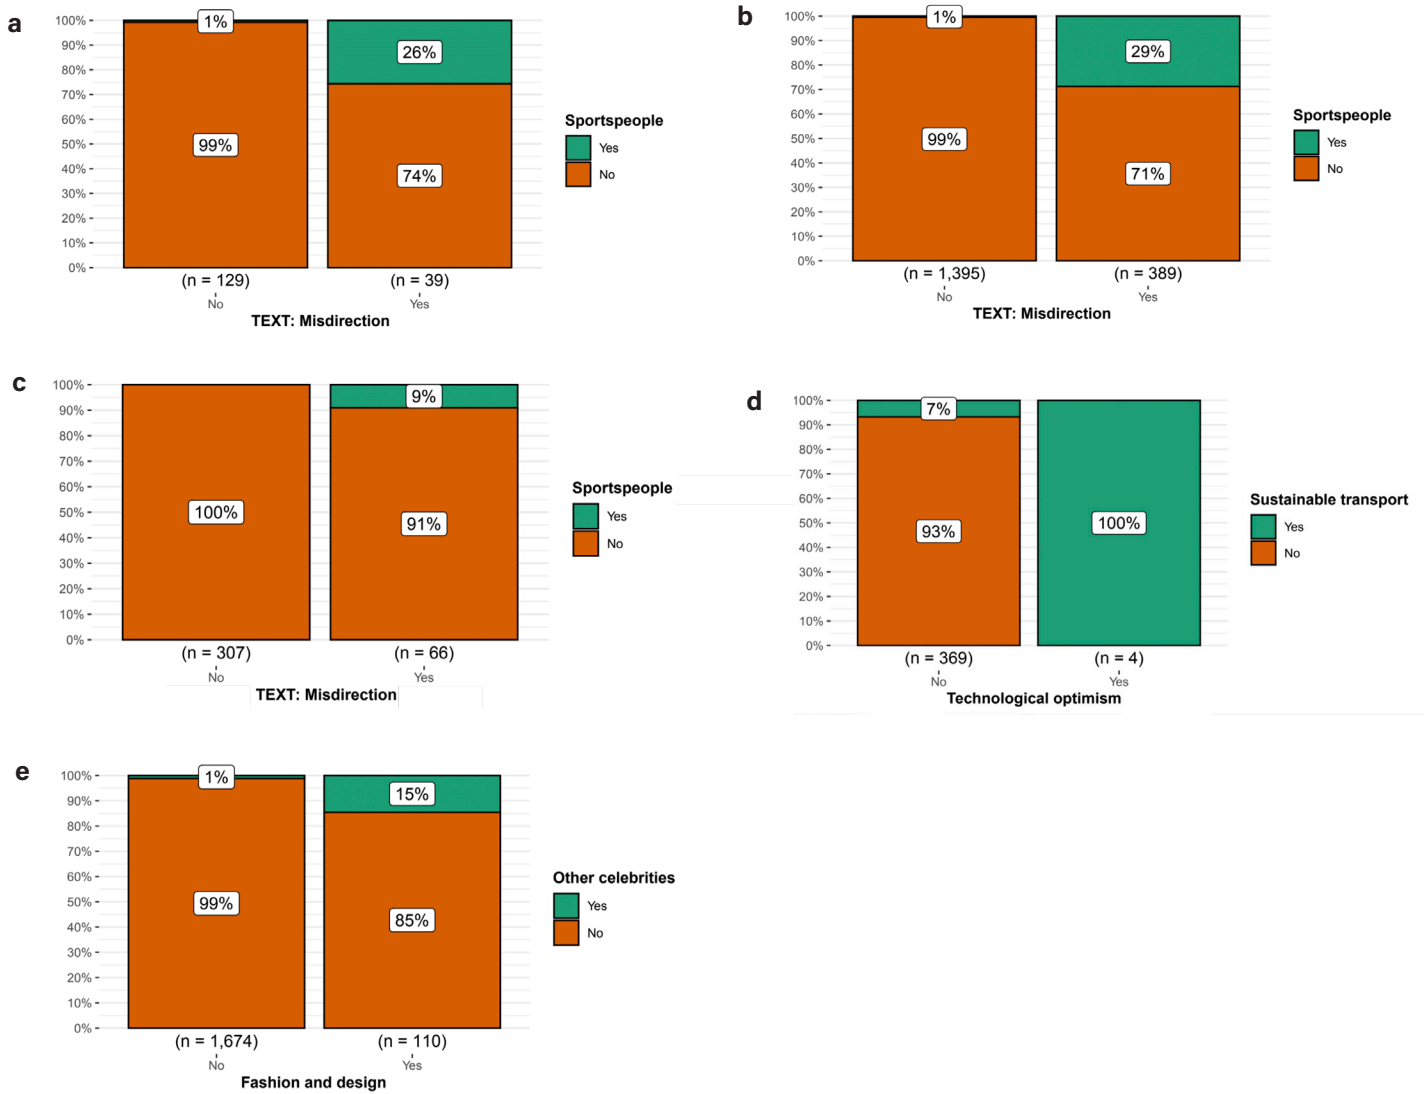 a
100%
90%
80%
70%
60%
50%
40%
30%
20%
10%
0%
1%
99%
26%
74%
(n = 129)
(n = 39)
No
Yes
TEXT: Misdirection
Sportspeople
Yes
No
b
100%
90%
80%
70%
60%
50%
40%
30%
20%
10%
0%
1%
99%
29%
71%
(n = 1,395)
(n = 389)
No
Yes
TEXT: Misdirection
Sportspeople
Yes
No
c
100%
90%
80%
70%
60%
50%
40%
30%
20%
10%
0%
100%
9%
91%
(n = 307)
(n = 66)
No
Yes
TEXT: Misdirection
Sportspeople
Yes
No
d
100%
90%
80%
70%
60%
50%
40%
30%
20%
10%
0%
7%
93%
100%
(n = 369)
(n = 4)
No
Yes
Technological optimism
Sustainable transport
Yes
No
e
100%
90%
80%
70%
60%
50%
40%
30%
20%
10%
0%
1%
99%
15%
85%
(n = 1,674)
(n = 110)
No
Yes
Fashion and design
Other celebrities
Yes
No